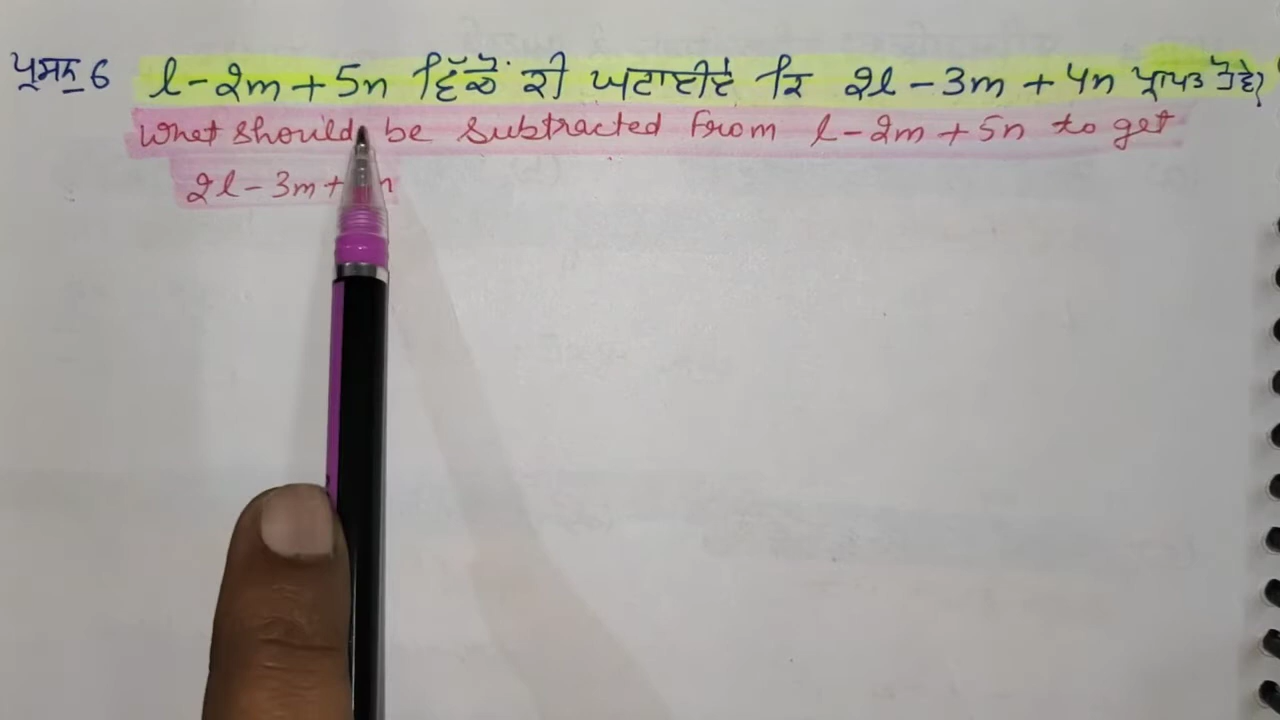 ਪ੍ਰਸਨ 6 l - 2m + 5n ਵਿੱਚੋਂ ਕੀ ਘਟਾਈਏ ਕਿ 2l - 3m + 4n ਪ੍ਰਾਪਤ ਹੋਵੇ?
What should be subtracted from l - 2m + 5n to get
2l - 3m + n